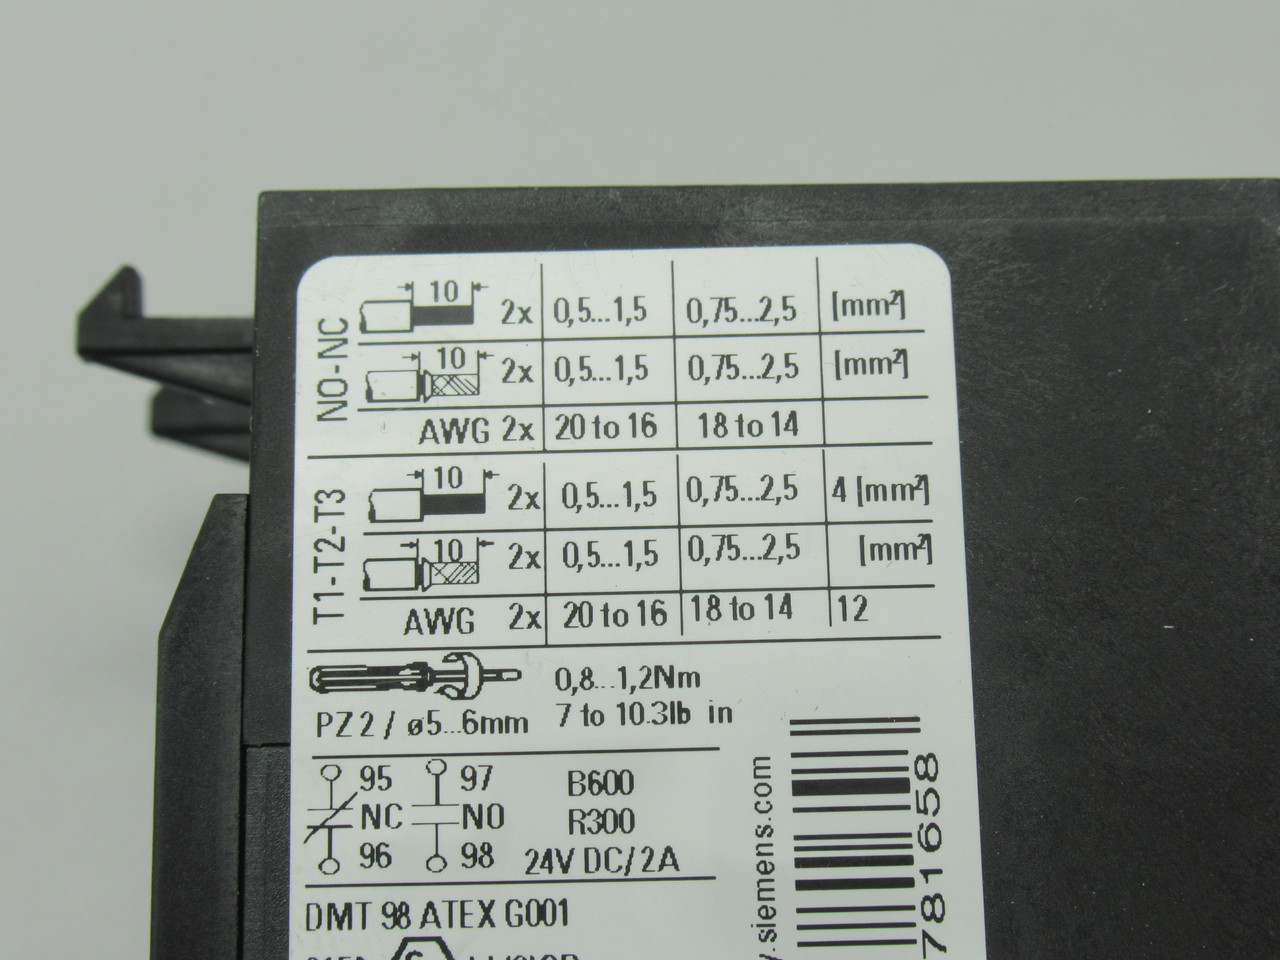 NO-NC
10 2x 0,5...1,5 0,75...2,5 [mm²]
10 2x 0,5...1,5 0,75...2,5 [mm²]
AWG 2x 20 to 16 18 to 14
T1-T2-T3
10 2x 0,5...1,5 0,75...2,5 4 [mm²]
10 2x 0,5...1,5 0,75...2,5 [mm²]
AWG 2x 20 to 16 18 to 14 12
0,8...1,2Nm
PZ 2 / ø5...6mm 7 to 10.3lb in
95 97 B600
NC NO R300
96 98 24V DC/2A
DMT 98 ATEX G001
.siemens.com
781658